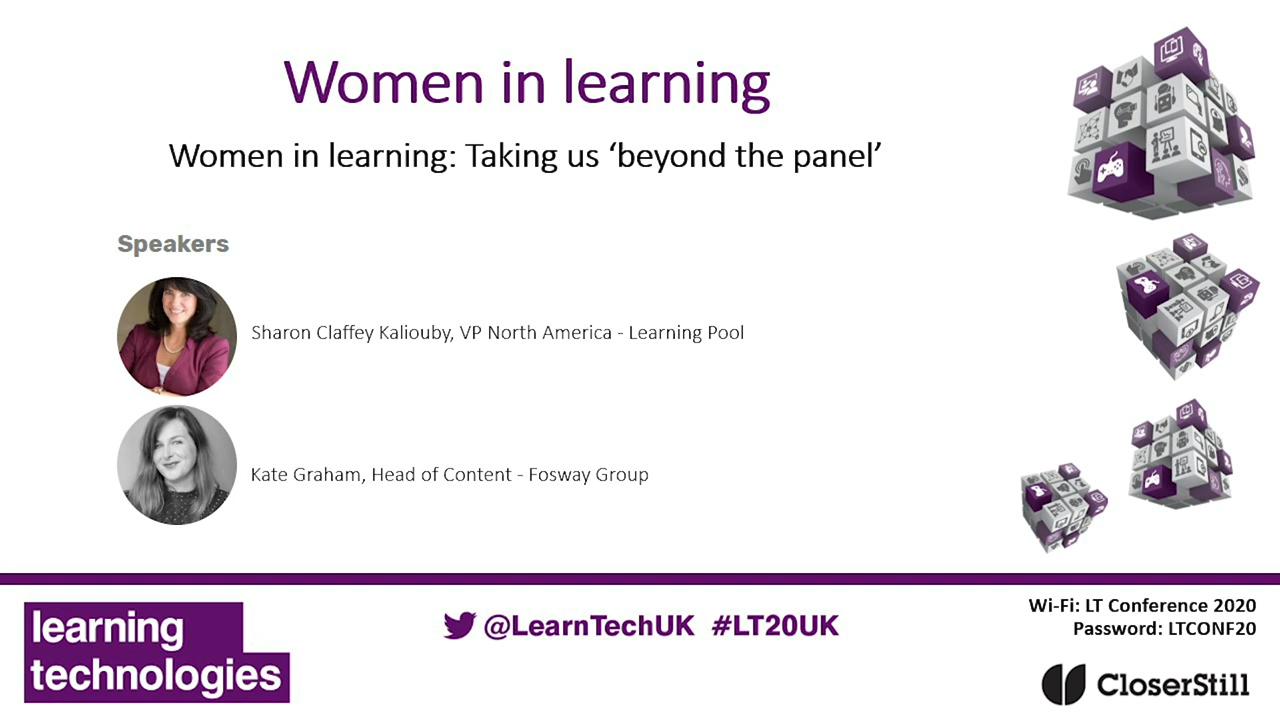 Women in learning
Women in learning: Taking us ‘beyond the panel’
Speakers
Sharon Claffey Kaliouby, VP North America - Learning Pool
Kate Graham, Head of Content - Fosway Group
learning
technologies
@LearnTechUK #LT20UK
Wi-Fi: LT Conference 2020
Password: LTCONF20
CloserStill